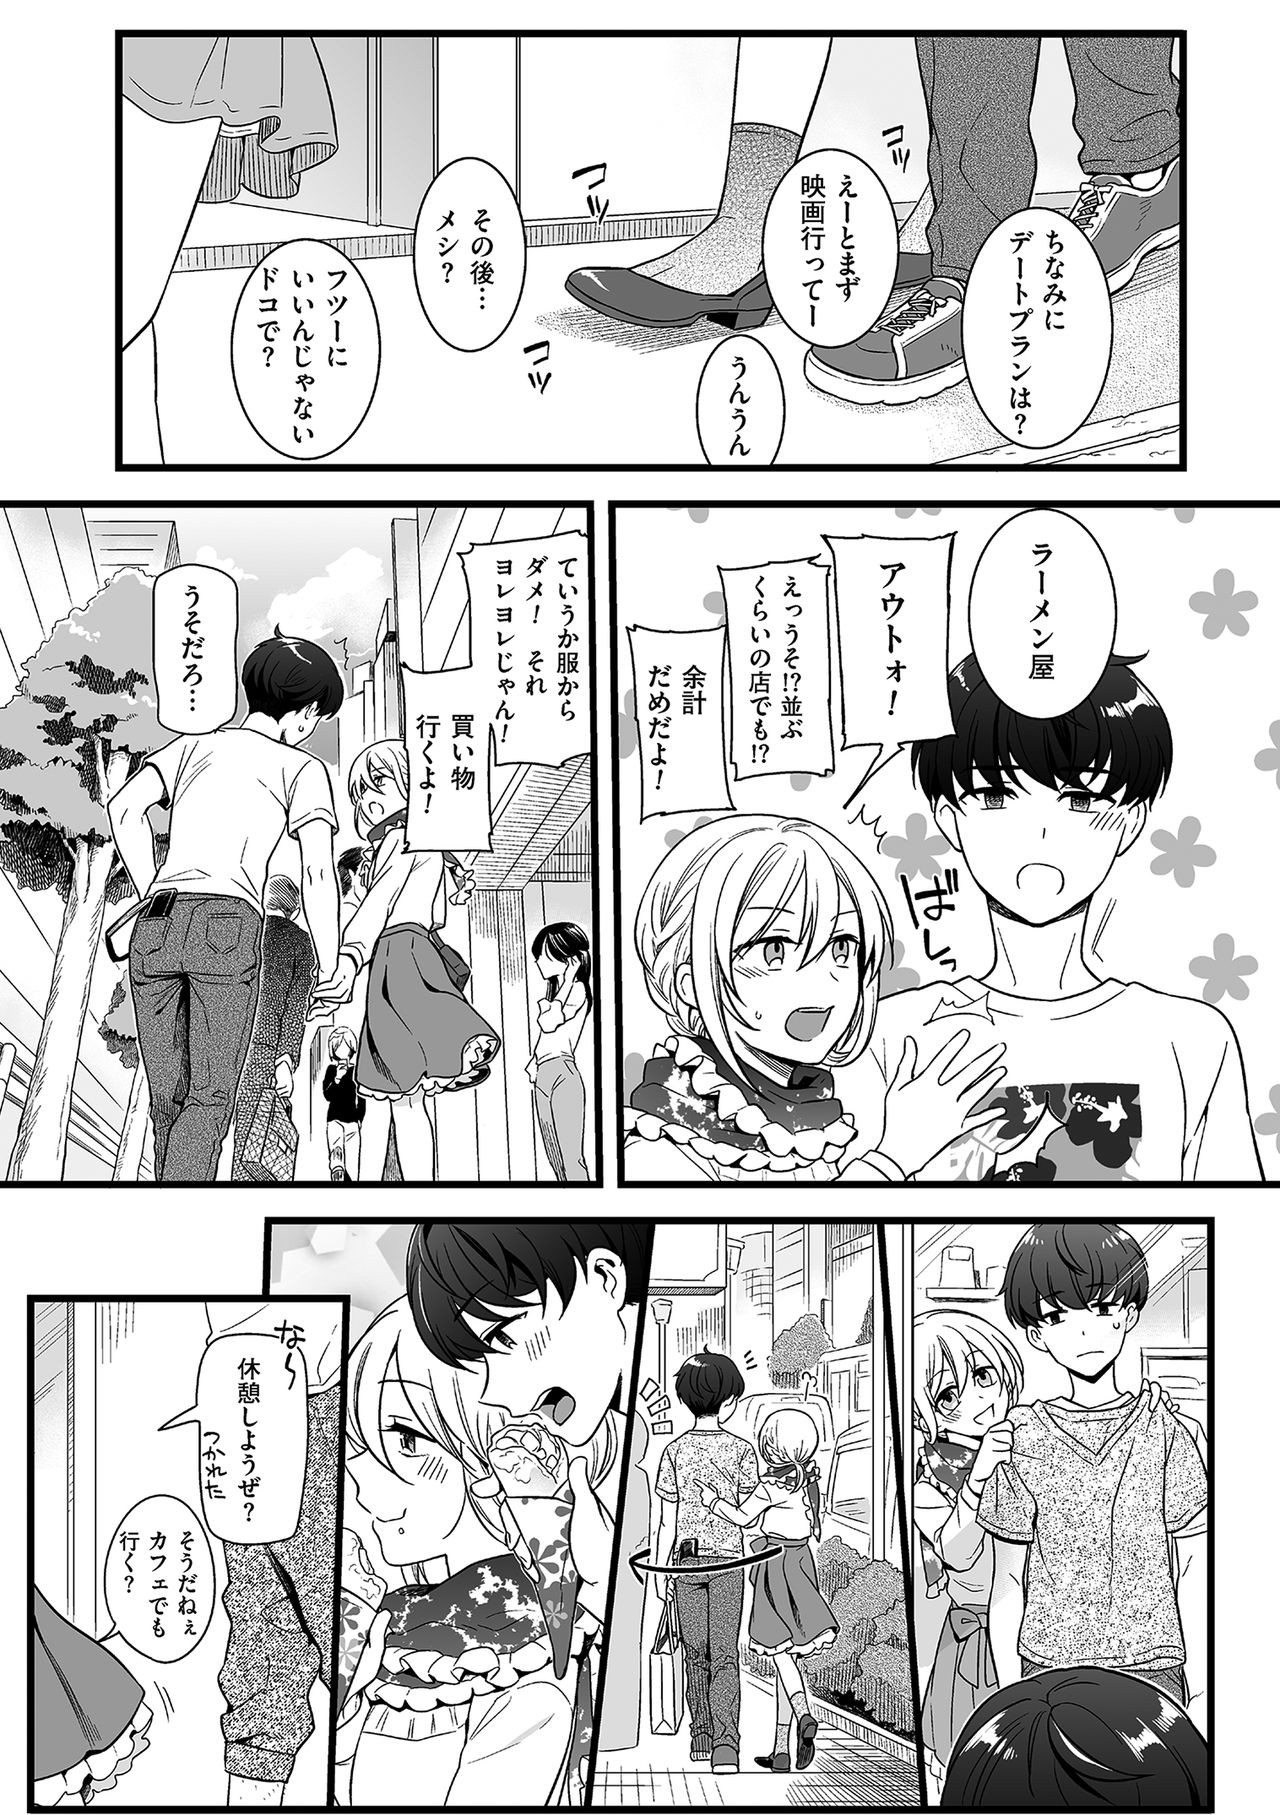 ちなみに
デートプランは？
えーとまず
映画行ってー
うんうん
その後…
メシ？
フツーに
いいんじゃない
ドコで？
コッ
コッ
ラーメン屋
アウトォ！
えっうそ!?並ぶ
くらいの店でも!?
余計
だめだよ！
ばしっ
ていうか服から
ダメ！それ
ヨレヨレじゃん！
買い物
行くよ！
うそだろ…
な～
休憩しようぜ？
つかれた
そうだねぇ
カフェでも
行く？